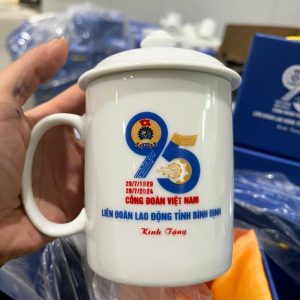 95
28/7/1929
28/7/2024
CÔNG ĐOÀN VIỆT NAM
LIÊN ĐOÀN LAO ĐỘNG TỈNH BÌNH ĐỊNH
Kính Tặng